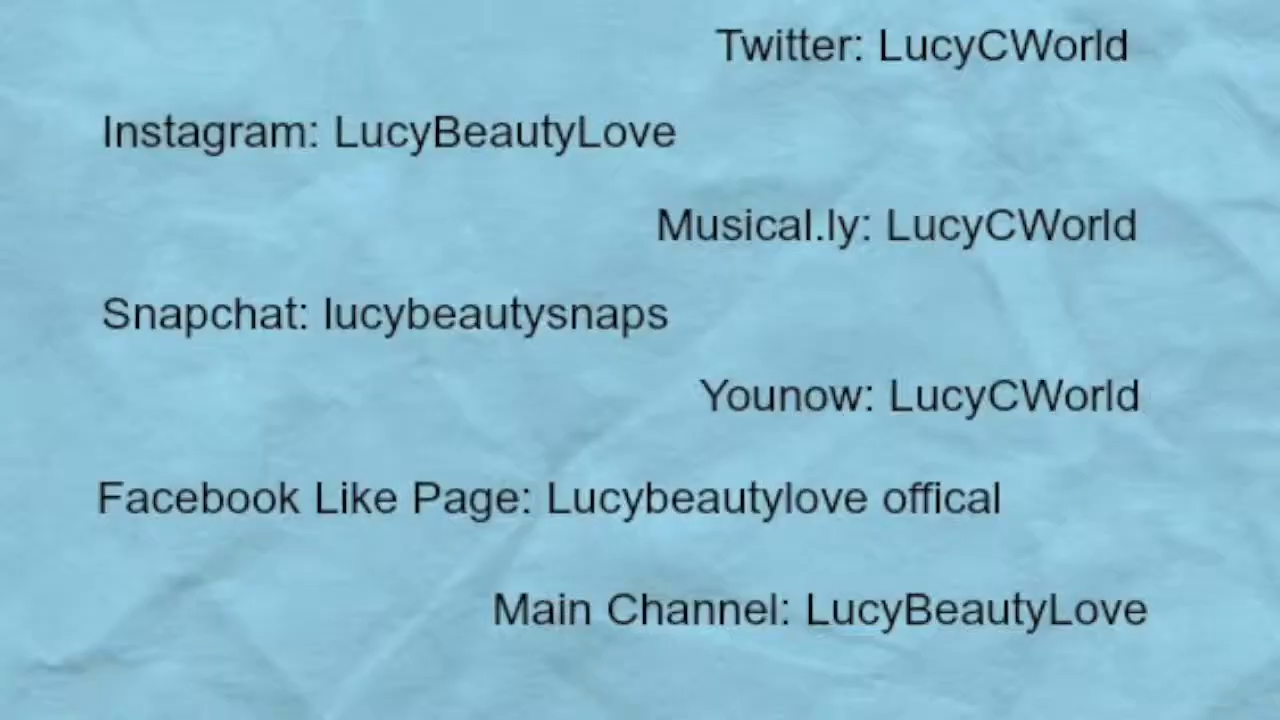 Twitter: LucyCWorld
Instagram: LucyBeautyLove
Musical.ly: LucyCWorld
Snapchat: lucybeautysnaps
Younow: LucyCWorld
Facebook Like Page: Lucybeautylove offical
Main Channel: LucyBeautyLove